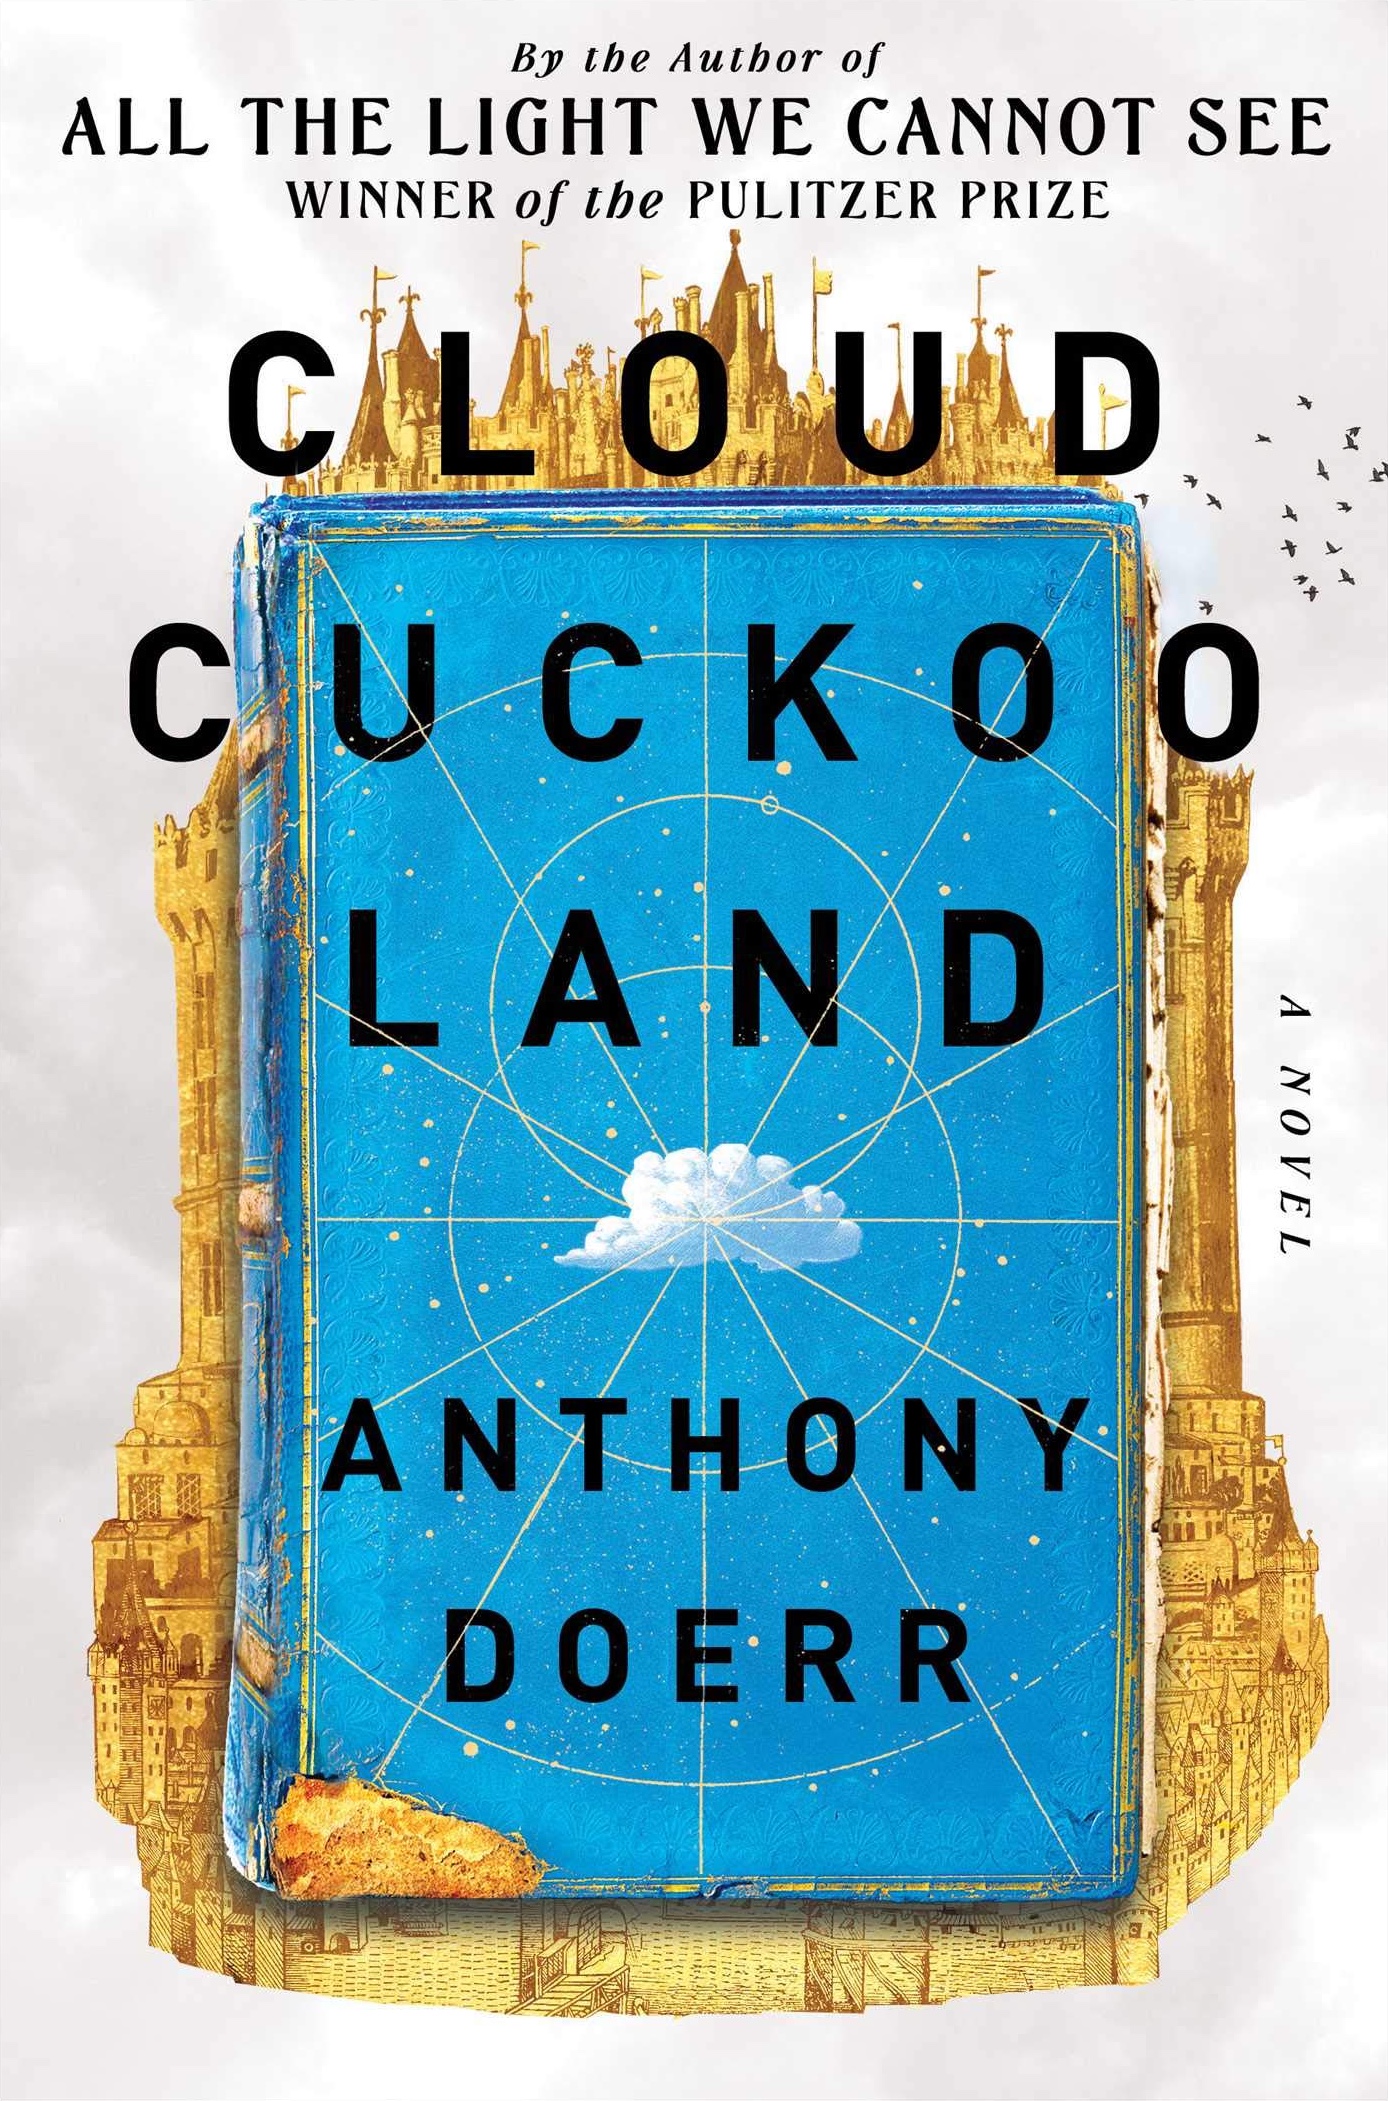 By the Author of
ALL THE LIGHT WE CANNOT SEE
WINNER of the PULITZER PRIZE
CLOUD
CUCKOO
LAND
A NOVEL
ANTHONY
DOERR